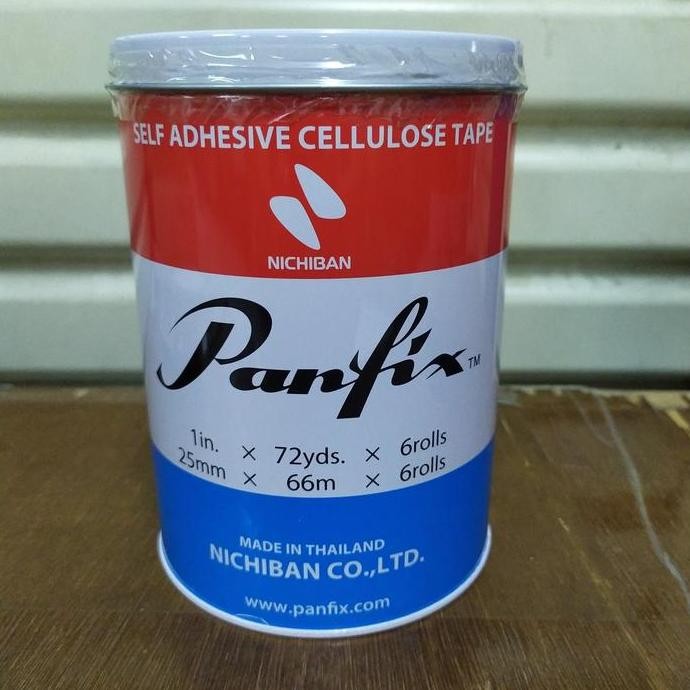 SELF ADHESIVE CELLULOSE TAPE
NICHIBAN
Panfix™
1in. × 72yds. × 6rolls
25mm × 66m × 6rolls
MADE IN THAILAND
NICHIBAN CO.,LTD.
www.panfix.com